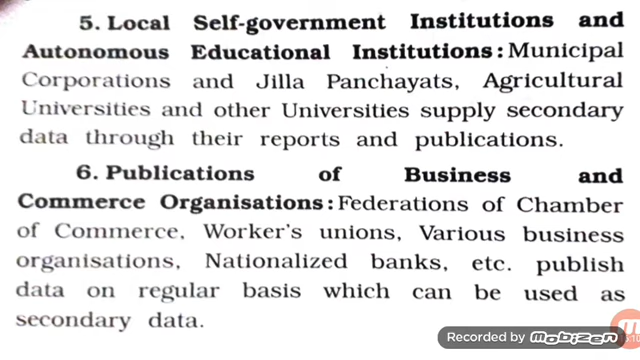 5. Local Self-government Institutions and
Autonomous Educational Institutions: Municipal
Corporations and Jilla Panchayats, Agricultural
Universities and other Universities supply secondary
data through their reports and publications.
6. Publications of Business and
Commerce Organisations: Federations of Chamber
of Commerce, Worker's unions, Various business
organisations, Nationalized banks, etc. publish
data on regular basis which can be used as
secondary data.
Recorded by Mobizen